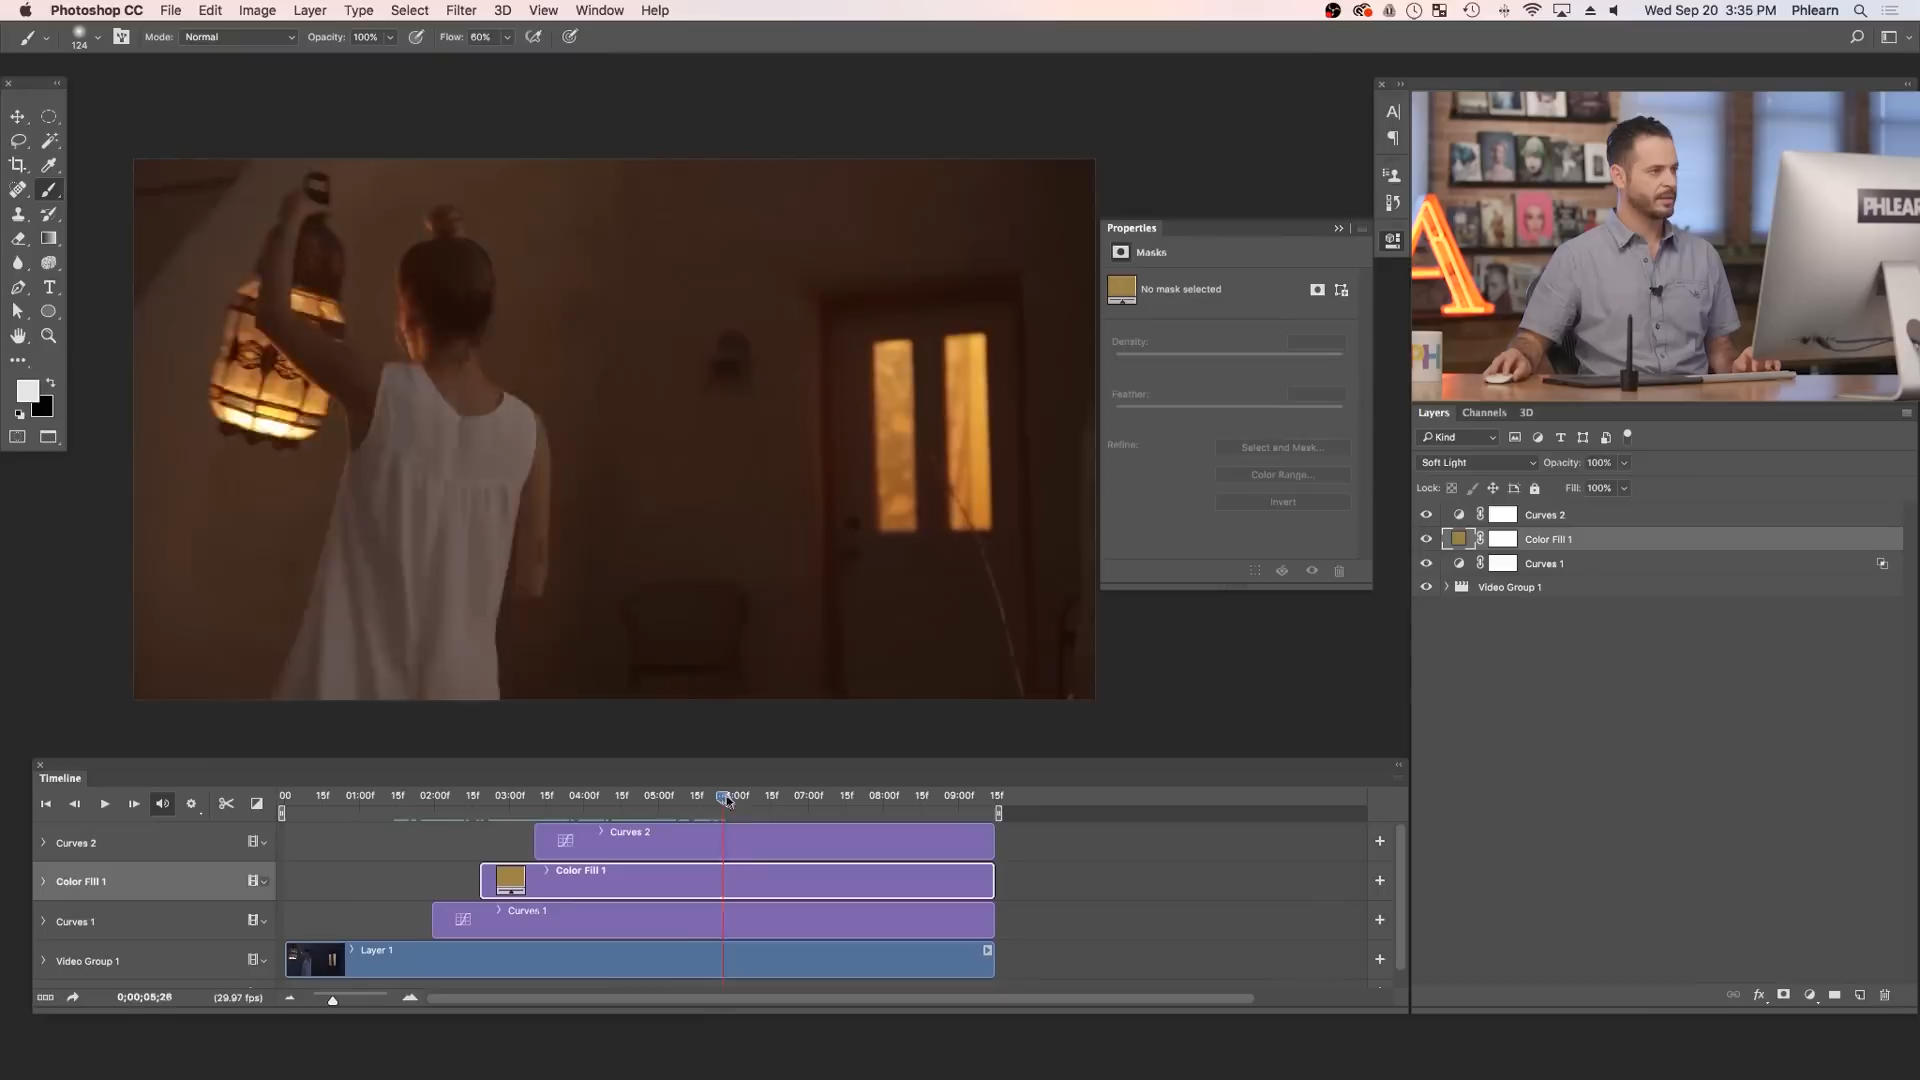 Photoshop CC File Edit Image Layer Type Select Filter 3D View Window Help Wed Sep 20 3:35 PM Phlearn
124 Mode: Normal Opacity: 100% Flow: 60%
Properties
Masks
No mask selected
Density:
Feather:
Refine: Select and Mask...
Color Range...
Invert
PHLEAR
PH
Layers Channels 3D
Kind
Soft Light Opacity: 100%
Lock: Fill: 100%
Curves 2
Color Fill 1
Curves 1
Video Group 1
Timeline
00 15f 01:00f 15f 02:00f 15f 03:00f 15f 04:00f 15f 05:00f 15f 15f 07:00f 15f 08:00f 15f 09:00f 15f
Curves 2 Curves 2
Color Fill 1 Color Fill 1
Curves 1 Curves 1
Video Group 1 Layer 1
0;00;05;26 (29.97 fps)